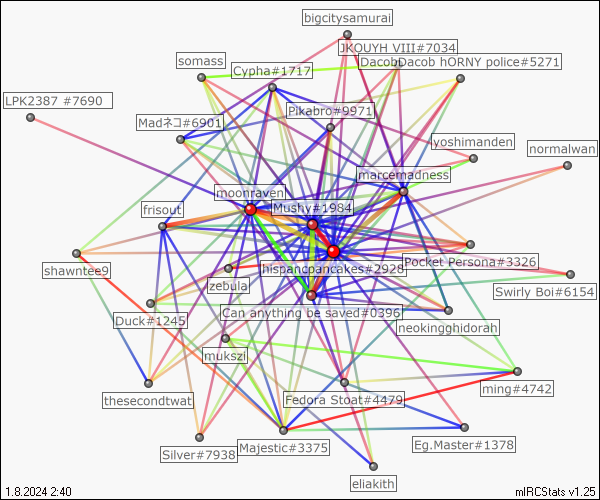 bigcitysamurai
JKOUYH VIII#7034
somass
DacobDacob hORNY police#5271
Cypha#1717
LPK2387 #7690
Pikabro#9971
Madネコ#6901
yoshimanden
normalwan
marcemadness
moonraven
Mushy#1984
frisout
shawntee9
hispancpancakes#2928
Pocket Persona#3326
zebula
Swirly Boi#6154
Can anything be saved#0396
Duck#1245
neokingghidorah
mukszi
ming#4742
thesecondtwat
Fedora Stoat#4479
Majestic#3375
Eg.Master#1378
Silver#7938
eliakith
1.8.2024 2:40
mIRCStats v1.25